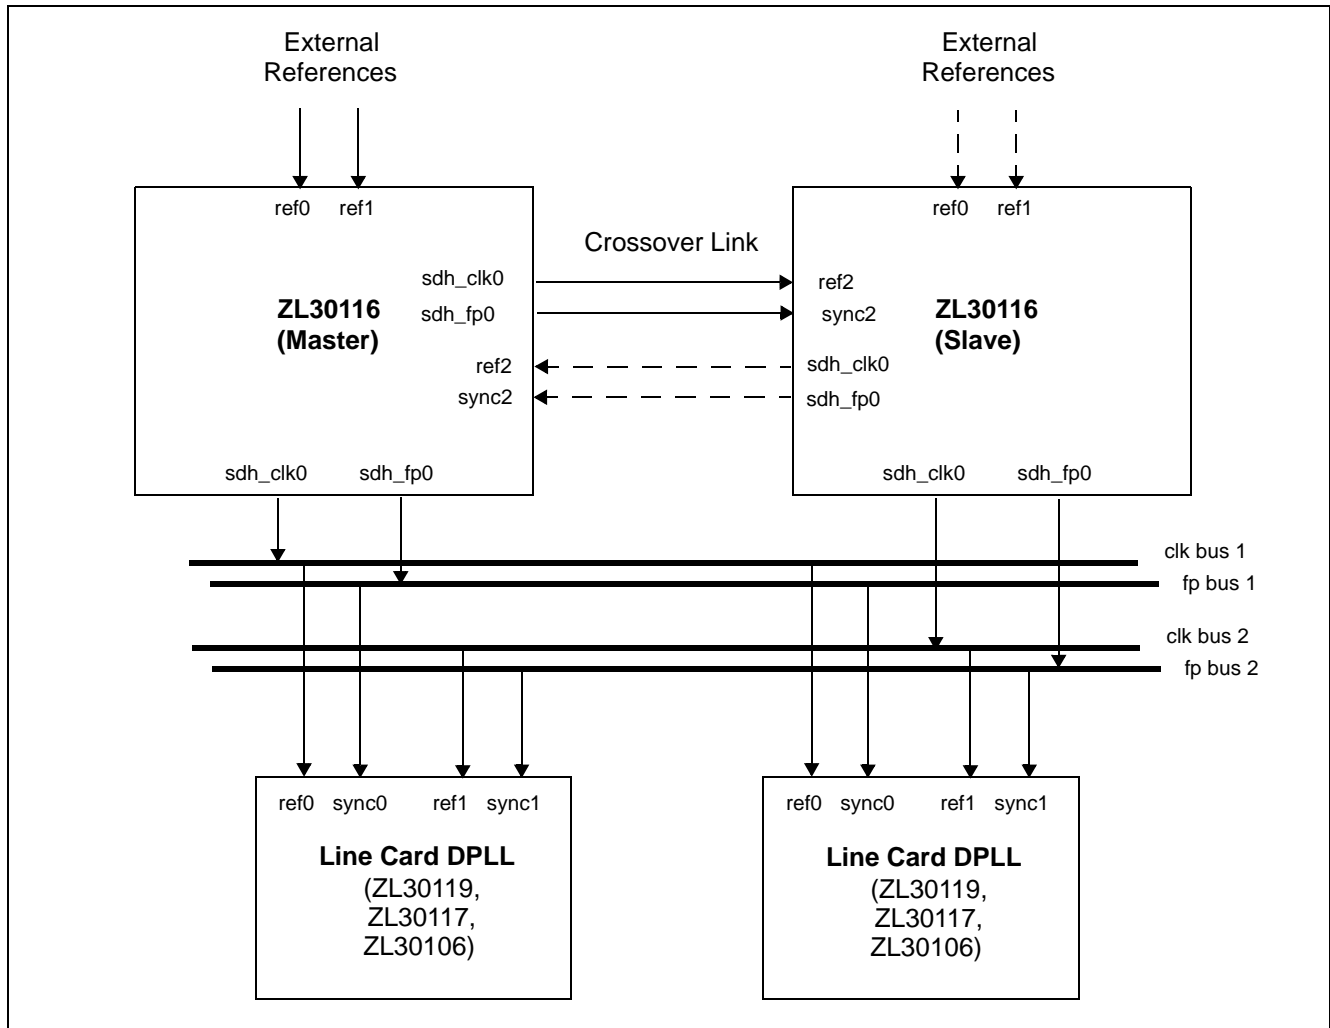 External
References
External
References
ref0 ref1
ref0 ref1
Crossover Link
sdh_clk0
ref2
ZL30116
(Master)
sdh_fp0
sync2
ZL30116
(Slave)
ref2
sdh_clk0
sync2
sdh_fp0
sdh_clk0 sdh_fp0
sdh_clk0 sdh_fp0
clk bus 1
fp bus 1
clk bus 2
fp bus 2
ref0 sync0 ref1 sync1
Line Card DPLL
(ZL30119,
ZL30117,
ZL30106)
ref0 sync0 ref1 sync1
Line Card DPLL
(ZL30119,
ZL30117,
ZL30106)